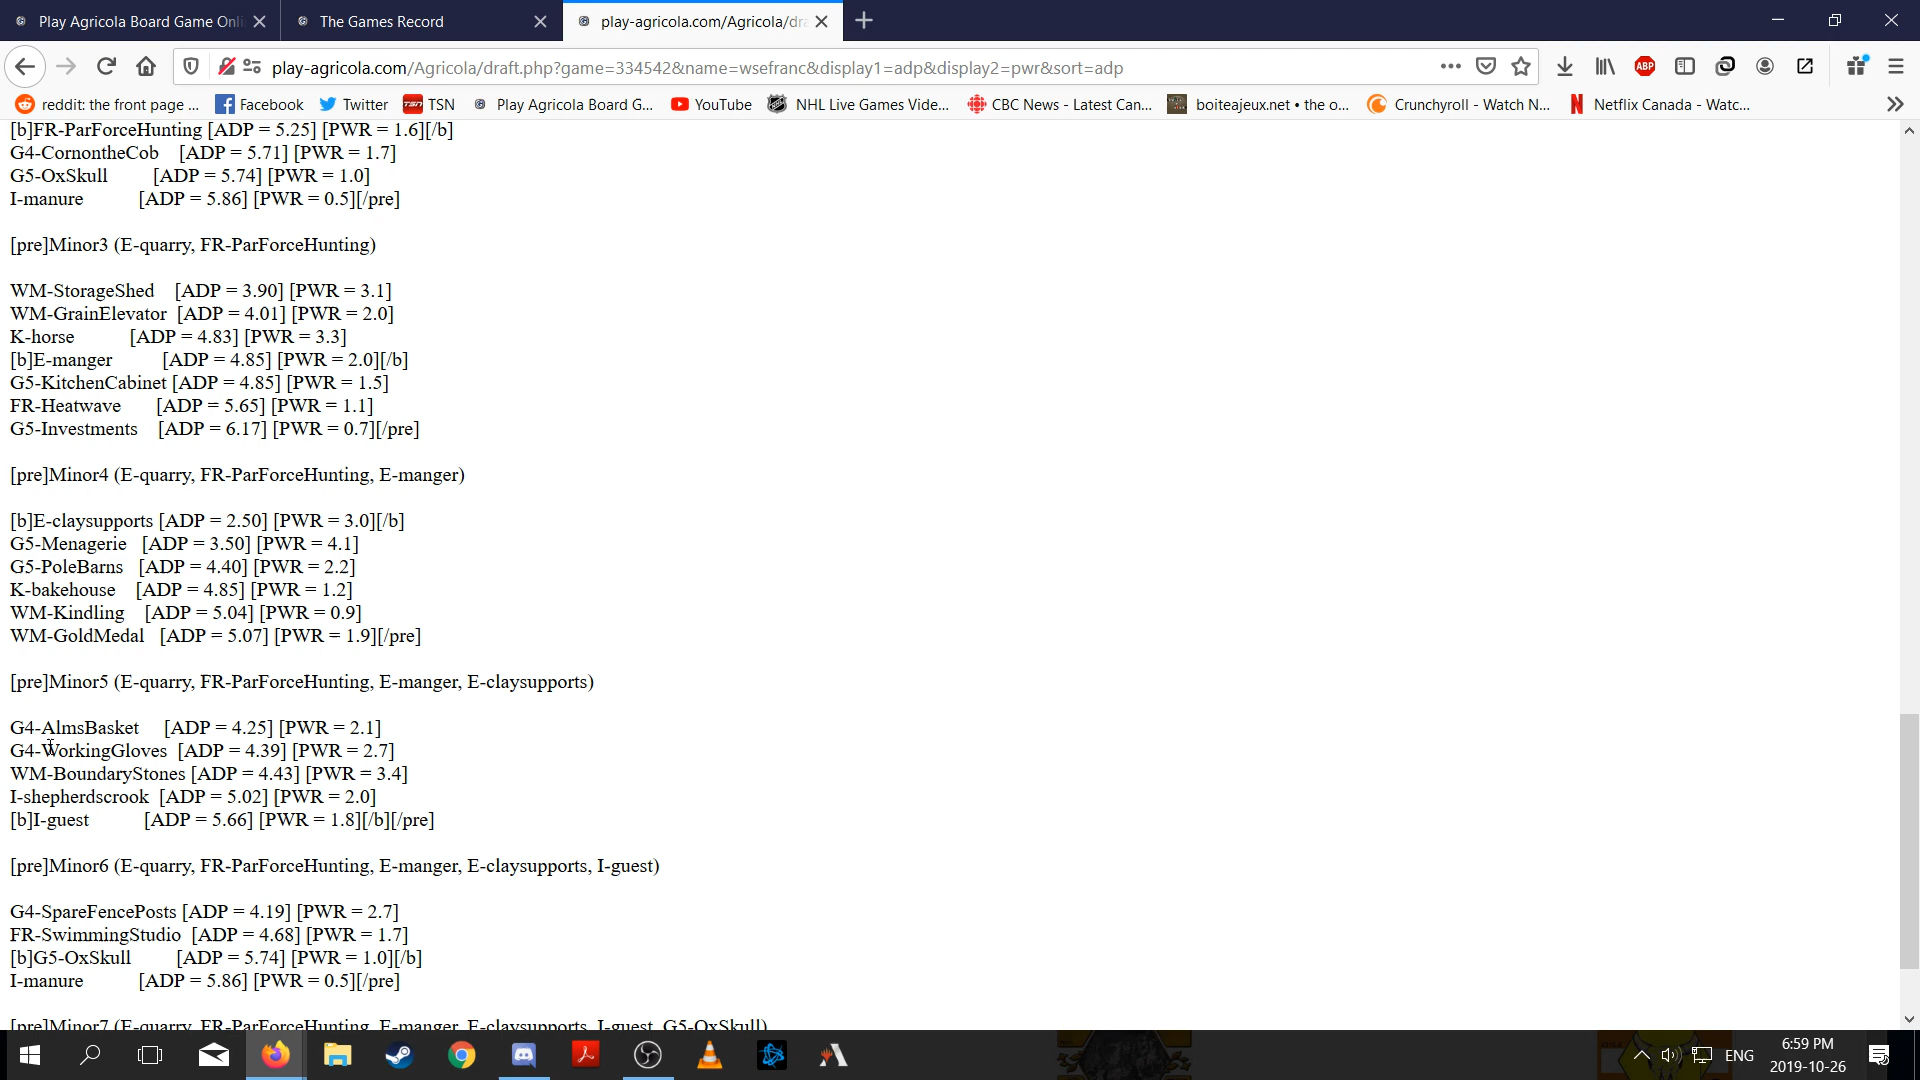 Play Agricola Board Game Onli
The Games Record
play-agricola.com/Agricola/dra
play-agricola.com/Agricola/draft.php?game=334542&name=wsefranc&display1=adp&display2=pwr&sort=adp
ABP
reddit: the front page ...
Facebook
Twitter
TSN TSN
Play Agricola Board G...
YouTube
NHL Live Games Vide...
CBC News - Latest Can...
boiteajeux.net • the o...
Crunchyroll - Watch N...
N Netflix Canada - Watc...
[b]FR-ParForceHunting [ADP = 5.25] [PWR = 1.6][/b]
G4-CornontheCob [ADP = 5.71] [PWR = 1.7]
G5-OxSkull [ADP = 5.74] [PWR = 1.0]
I-manure [ADP = 5.86] [PWR = 0.5][/pre]
[pre]Minor3 (E-quarry, FR-ParForceHunting)
WM-StorageShed [ADP = 3.90] [PWR = 3.1]
WM-GrainElevator [ADP = 4.01] [PWR = 2.0]
K-horse [ADP = 4.83] [PWR = 3.3]
[b]E-manger [ADP = 4.85] [PWR = 2.0][/b]
G5-KitchenCabinet [ADP = 4.85] [PWR = 1.5]
FR-Heatwave [ADP = 5.65] [PWR = 1.1]
G5-Investments [ADP = 6.17] [PWR = 0.7][/pre]
[pre]Minor4 (E-quarry, FR-ParForceHunting, E-manger)
[b]E-claysupports [ADP = 2.50] [PWR = 3.0][/b]
G5-Menagerie [ADP = 3.50] [PWR = 4.1]
G5-PoleBarns [ADP = 4.40] [PWR = 2.2]
K-bakehouse [ADP = 4.85] [PWR = 1.2]
WM-Kindling [ADP = 5.04] [PWR = 0.9]
WM-GoldMedal [ADP = 5.07] [PWR = 1.9][/pre]
[pre]Minor5 (E-quarry, FR-ParForceHunting, E-manger, E-claysupports)
G4-AlmsBasket [ADP = 4.25] [PWR = 2.1]
G4-WorkingGloves [ADP = 4.39] [PWR = 2.7]
WM-BoundaryStones [ADP = 4.43] [PWR = 3.4]
I-shepherdscrook [ADP = 5.02] [PWR = 2.0]
[b]I-guest [ADP = 5.66] [PWR = 1.8][/b][/pre]
[pre]Minor6 (E-quarry, FR-ParForceHunting, E-manger, E-claysupports, I-guest)
G4-SpareFencePosts [ADP = 4.19] [PWR = 2.7]
FR-SwimmingStudio [ADP = 4.68] [PWR = 1.7]
[b]G5-OxSkull [ADP = 5.74] [PWR = 1.0][/b]
I-manure [ADP = 5.86] [PWR = 0.5][/pre]
[pre]Minor7 (E-quarry, FR-ParForceHunting, E-manger, E-claysupports, I-guest, G5-OxSkull)
ENG
6:59 PM
2019-10-26